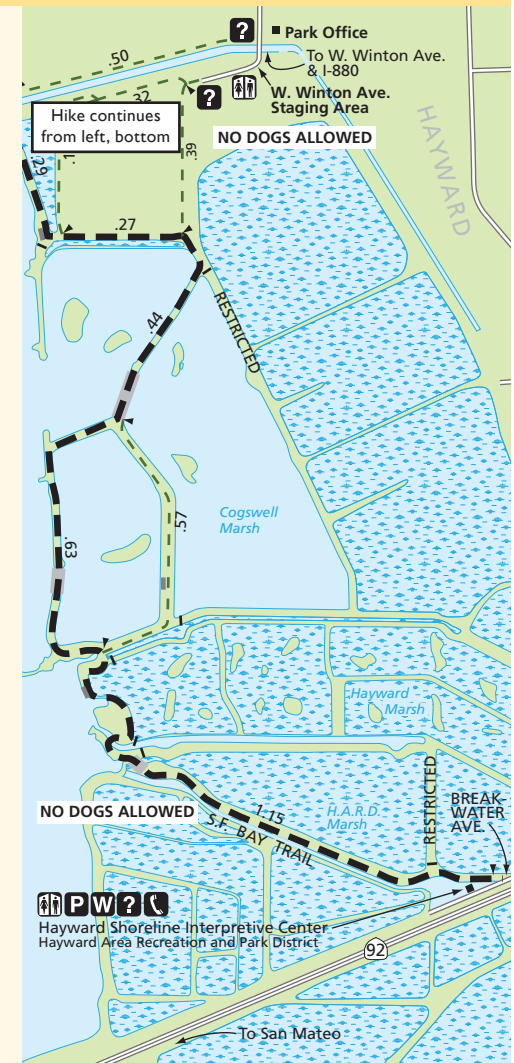 ?
Park Office
.50
To W. Winton Ave.
& I-880
W. Winton Ave.
Staging Area
?
.32
Hike continues
from left, bottom
NO DOGS ALLOWED
HAYWARD
.39
.29
.27
RESTRICTED
.44
Cogswell
Marsh
.57
.63
Hayward
Marsh
RESTRICTED
BREAK-
WATER
AVE.
NO DOGS ALLOWED
1.15
H.A.R.D.
Marsh
S.F. BAY TRAIL
P W ?
Hayward Shoreline Interpretive Center
Hayward Area Recreation and Park District
92
To San Mateo